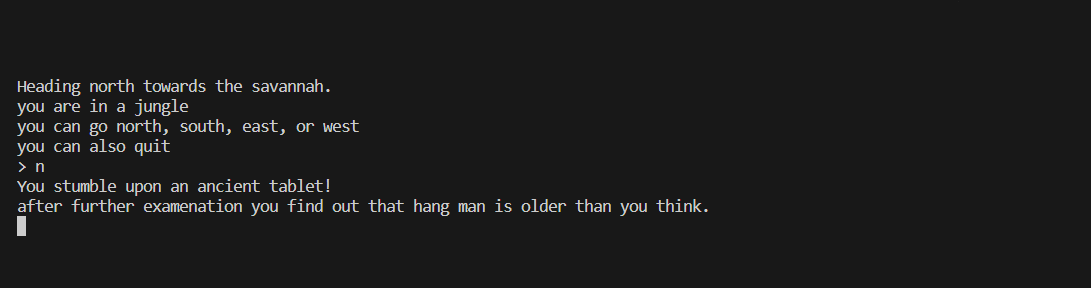 Heading north towards the savannah.
you are in a jungle
you can go north, south, east, or west
you can also quit
> n
You stumble upon an ancient tablet!
after further examenation you find out that hang man is older than you think.